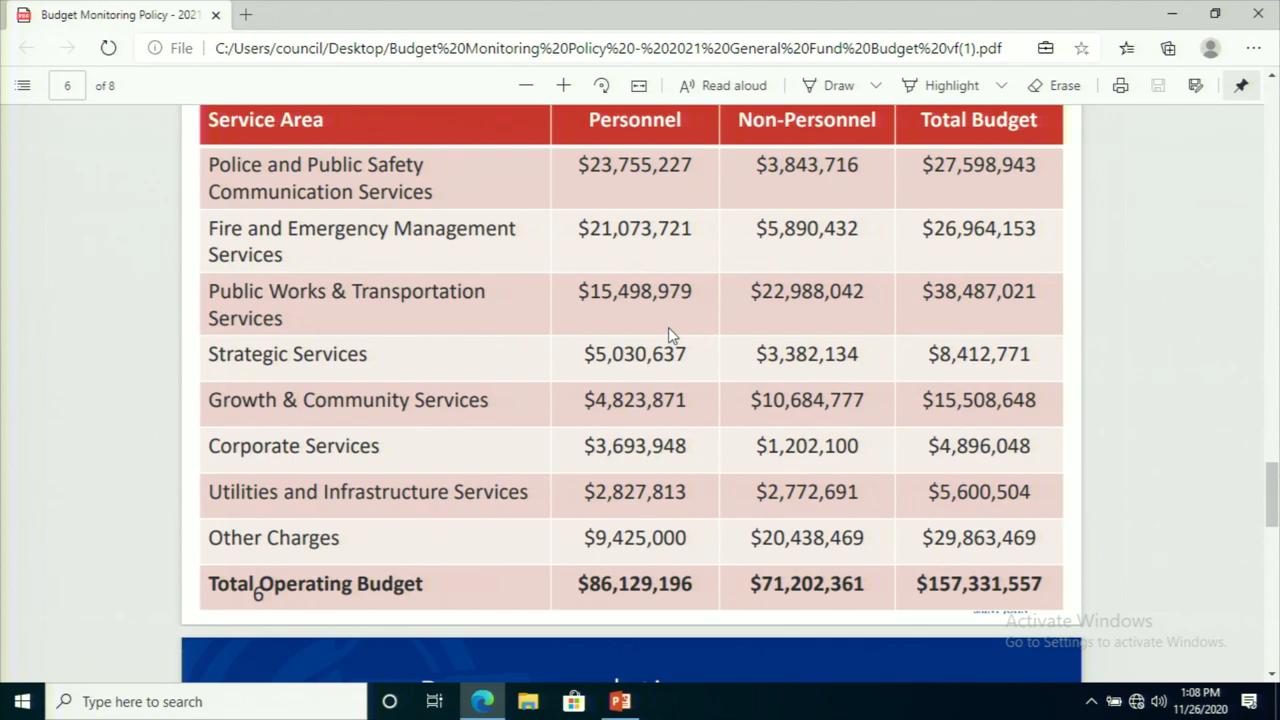 Budget Monitoring Policy - 2021
File C:/Users/council/Desktop/Budget%20Monitoring%20Policy%20-%202021%20General%20Fund%20Budget%20vf(1).pdf
6 of 8 Read aloud Draw Highlight Erase
Service Area Personnel Non-Personnel Total Budget
Police and Public Safety
Communication Services $23,755,227 $3,843,716 $27,598,943
Fire and Emergency Management
Services $21,073,721 $5,890,432 $26,964,153
Public Works & Transportation
Services $15,498,979 $22,988,042 $38,487,021
Strategic Services $5,030,637 $3,382,134 $8,412,771
Growth & Community Services $4,823,871 $10,684,777 $15,508,648
Corporate Services $3,693,948 $1,202,100 $4,896,048
Utilities and Infrastructure Services $2,827,813 $2,772,691 $5,600,504
Other Charges $9,425,000 $20,438,469 $29,863,469
Total Operating Budget $86,129,196 $71,202,361 $157,331,557
6
SAINT JOHN
Activate Windows
Go to Settings to activate Windows.
Type here to search
1:08 PM
11/26/2020